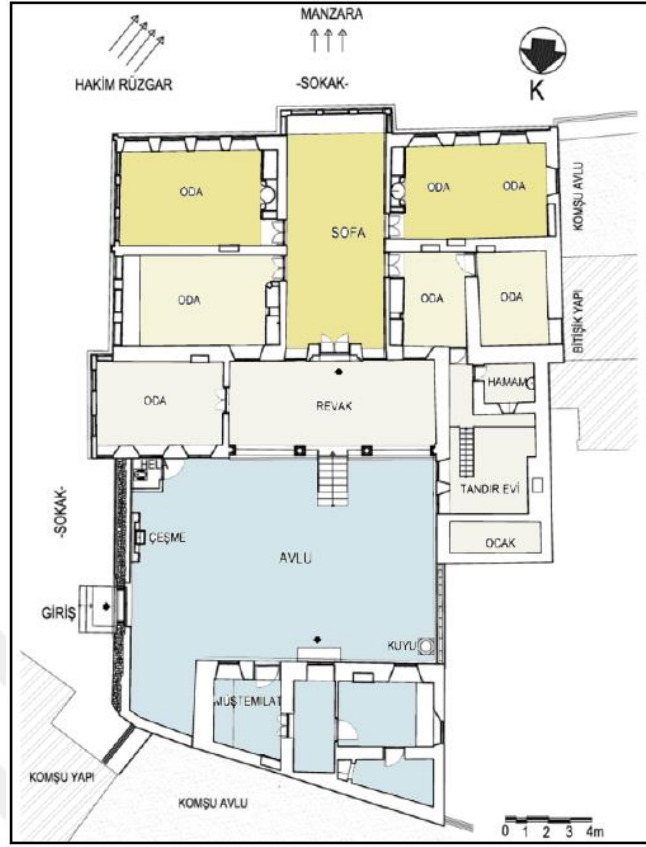 MANZARA
HAKİM RÜZGAR
-SOKAK-
K
ODA
ODA
ODA
KOMŞU AVLU
SOFA
ODA
ODA
ODA
BİTİŞİK YAPI
HAMAM
ODA
REVAK
HELA
TANDIR EVİ
-SOKAK-
ÇEŞME
OCAK
AVLU
GİRİŞ
KUYU
MÜŞTEMİLAT
KOMŞU YAPI
KOMŞU AVLU
0 1 2 3 4m